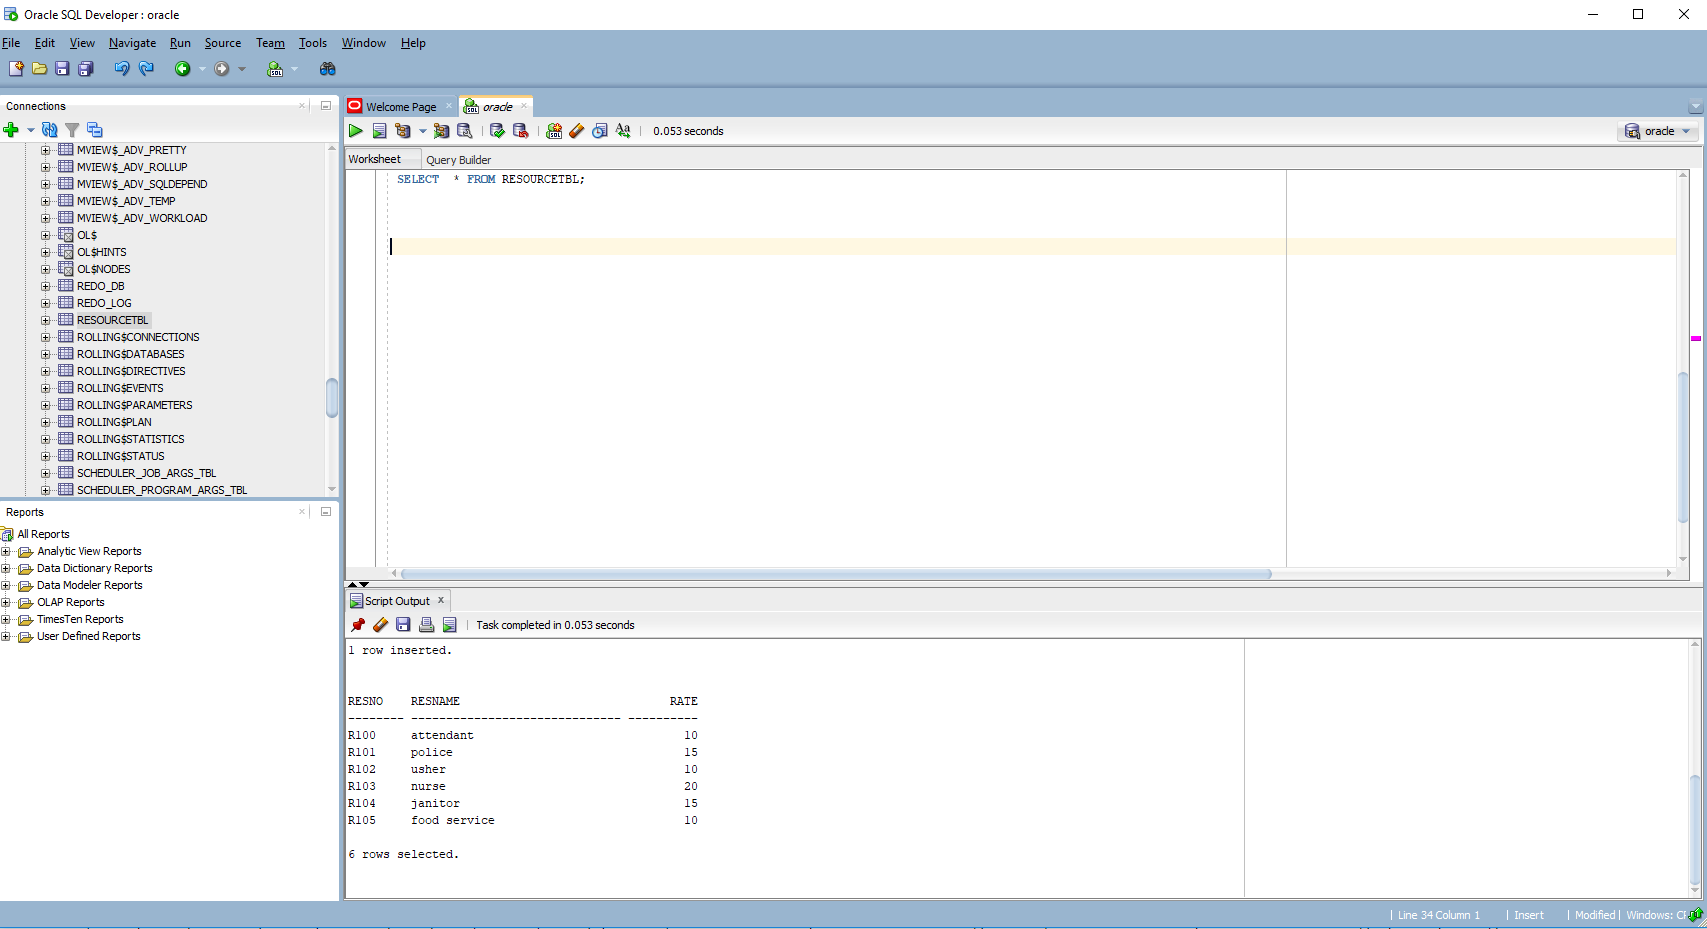 Oracle SQL Developer : oracle
File Edit View Navigate Run Source Team Tools Window Help
Connections
MVIEW$_ADV_PRETTY
MVIEW$_ADV_ROLLUP
MVIEW$_ADV_SQLDEPEND
MVIEW$_ADV_TEMP
MVIEW$_ADV_WORKLOAD
OL$
OL$HINTS
OL$NODES
REDO_DB
REDO_LOG
RESOURCETBL
ROLLING$CONNECTIONS
ROLLING$DATABASES
ROLLING$DIRECTIVES
ROLLING$EVENTS
ROLLING$PARAMETERS
ROLLING$PLAN
ROLLING$STATISTICS
ROLLING$STATUS
SCHEDULER_JOB_ARGS_TBL
SCHEDULER_PROGRAM_ARGS_TBL
Reports
All Reports
Analytic View Reports
Data Dictionary Reports
Data Modeler Reports
OLAP Reports
TimesTen Reports
User Defined Reports
Welcome Page oracle
0.053 seconds oracle
Worksheet Query Builder
SELECT * FROM RESOURCETBL;
Script Output
Task completed in 0.053 seconds
1 row inserted.
RESNO RESNAME RATE
-------- ------------------------------ ----------
R100 attendant 10
R101 police 15
R102 usher 10
R103 nurse 20
R104 janitor 15
R105 food service 10
6 rows selected.
Line 34 Column 1 | Insert | Modified | Windows: